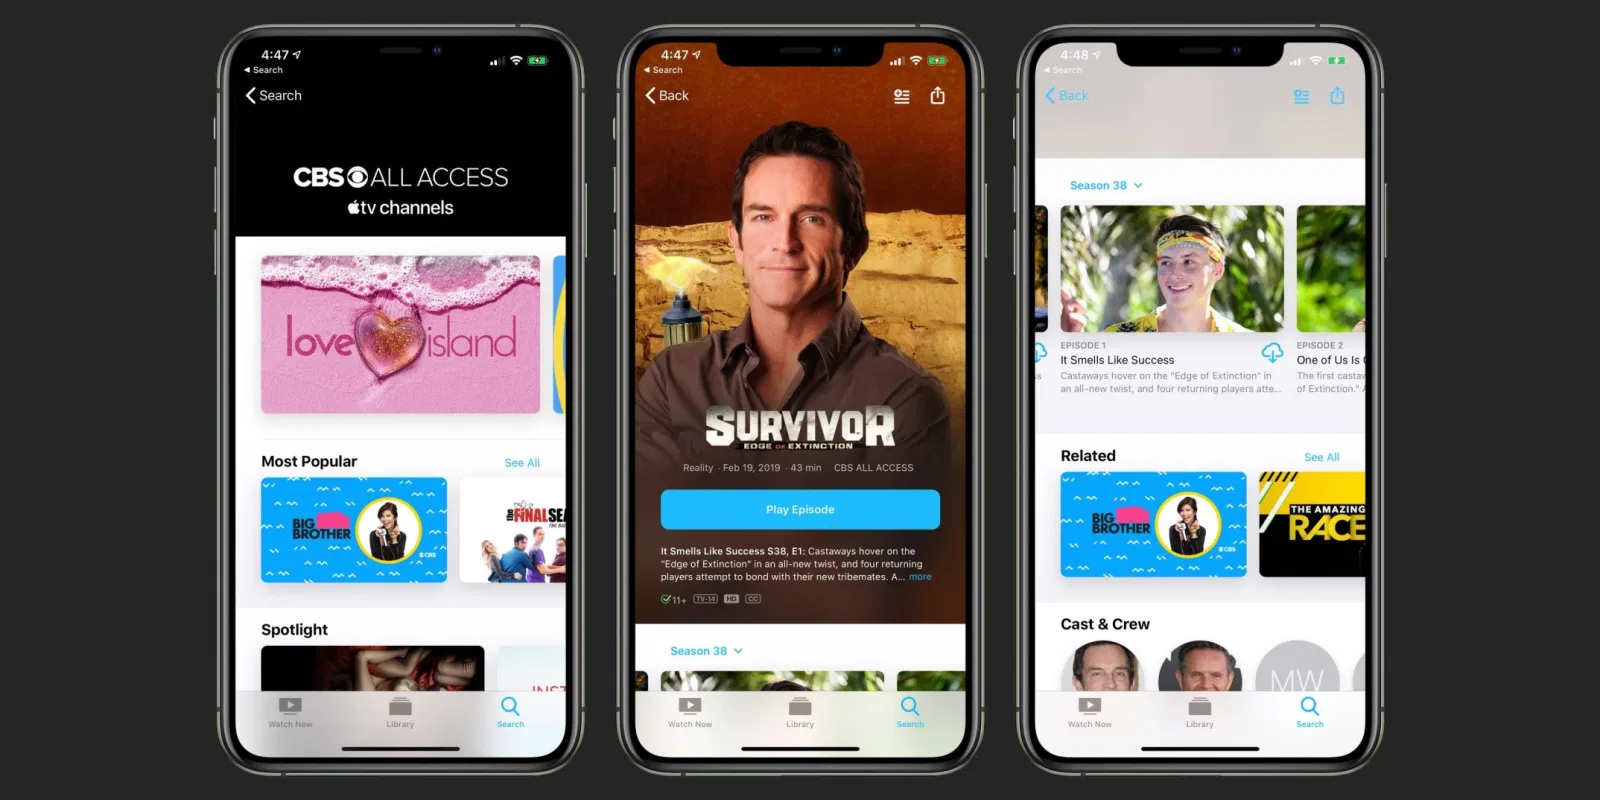 4:47
Search
Search
CBS ALL ACCESS
tv channels
love island
Most Popular
See All
BIG BROTHER
CBS
the FINAL SEA
Spotlight
INST
Watch Now
Library
Search
4:47
Search
Back
SURVIVOR
EDGE OF EXTINCTION
Reality · Feb 19, 2019 · 43 min CBS ALL ACCESS
Play Episode
It Smells Like Success S38, E1: Castaways hover on the
"Edge of Extinction" in an all-new twist, and four returning
players attempt to bond with their new tribemates. A... more
11+ TV-14 HD CC
Season 38
Watch Now
Library
Search
4:48
Search
Back
Season 38
EPISODE 1
It Smells Like Success
Castaways hover on the "Edge of Extinction" in
an all-new twist, and four returning players atte...
EPISODE 2
One of Us Is
The first castaw
of Extinction."
Related
See All
BIG BROTHER
CBS
THE AMAZING
RACE
Cast & Crew
MW
Watch Now
Library
Search